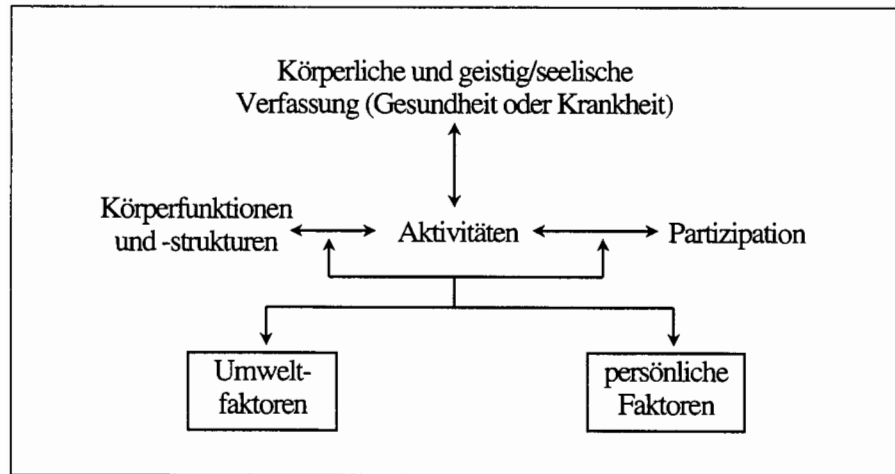 Körperliche und geistig/seelische
Verfassung (Gesundheit oder Krankheit)
Körperfunktionen
und -strukturen
Aktivitäten
Partizipation
Umwelt-
faktoren
persönliche
Faktoren